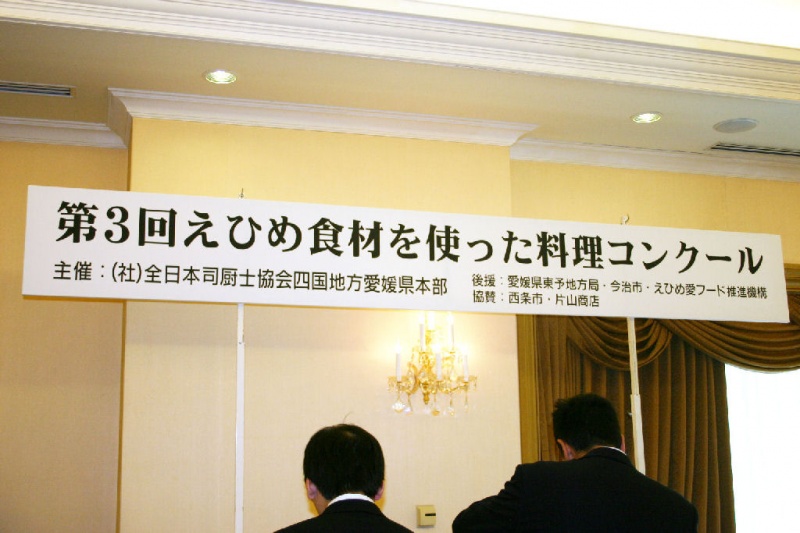 第3回えひめ食材を使った料理コンクール
主催：(社)全日本司厨士協会四国地方愛媛県本部
後援：愛媛県東予地方局・今治市・えひめ愛フード推進機構
協賛：西条市・片山商店